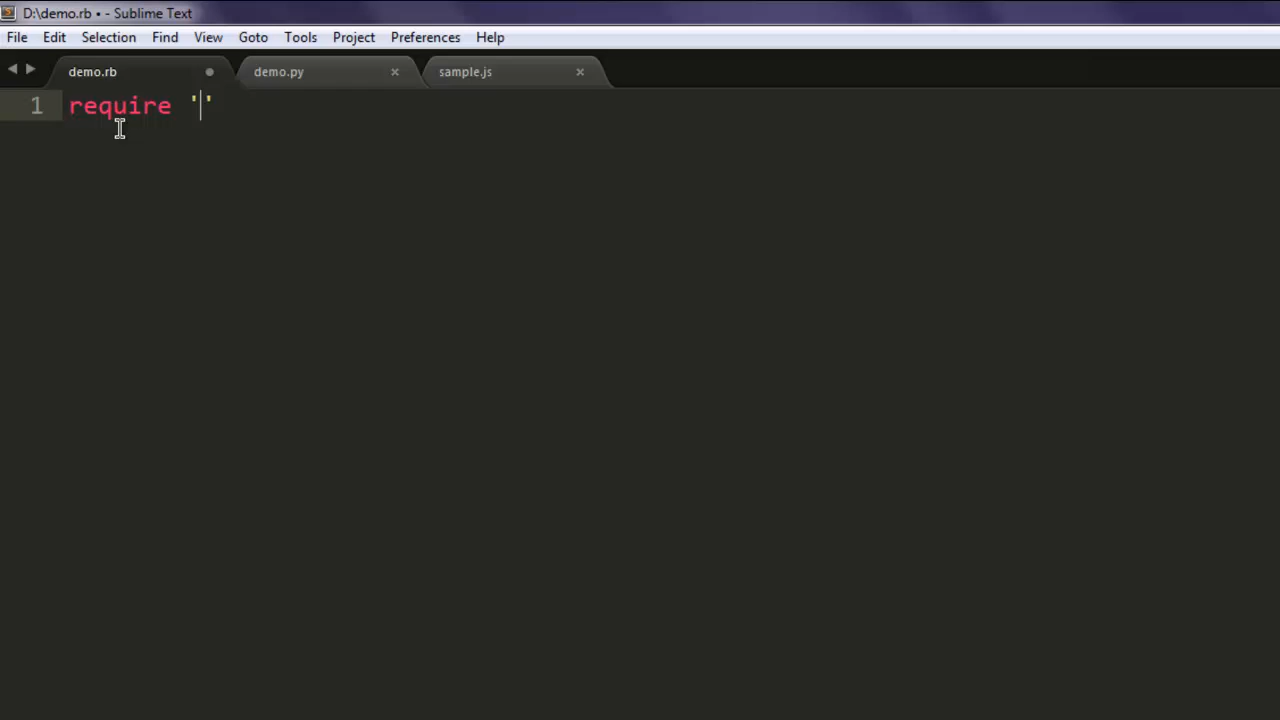 D:\demo.rb • - Sublime Text
File Edit Selection Find View Goto Tools Project Preferences Help
demo.rb demo.py sample.js
1 require ''